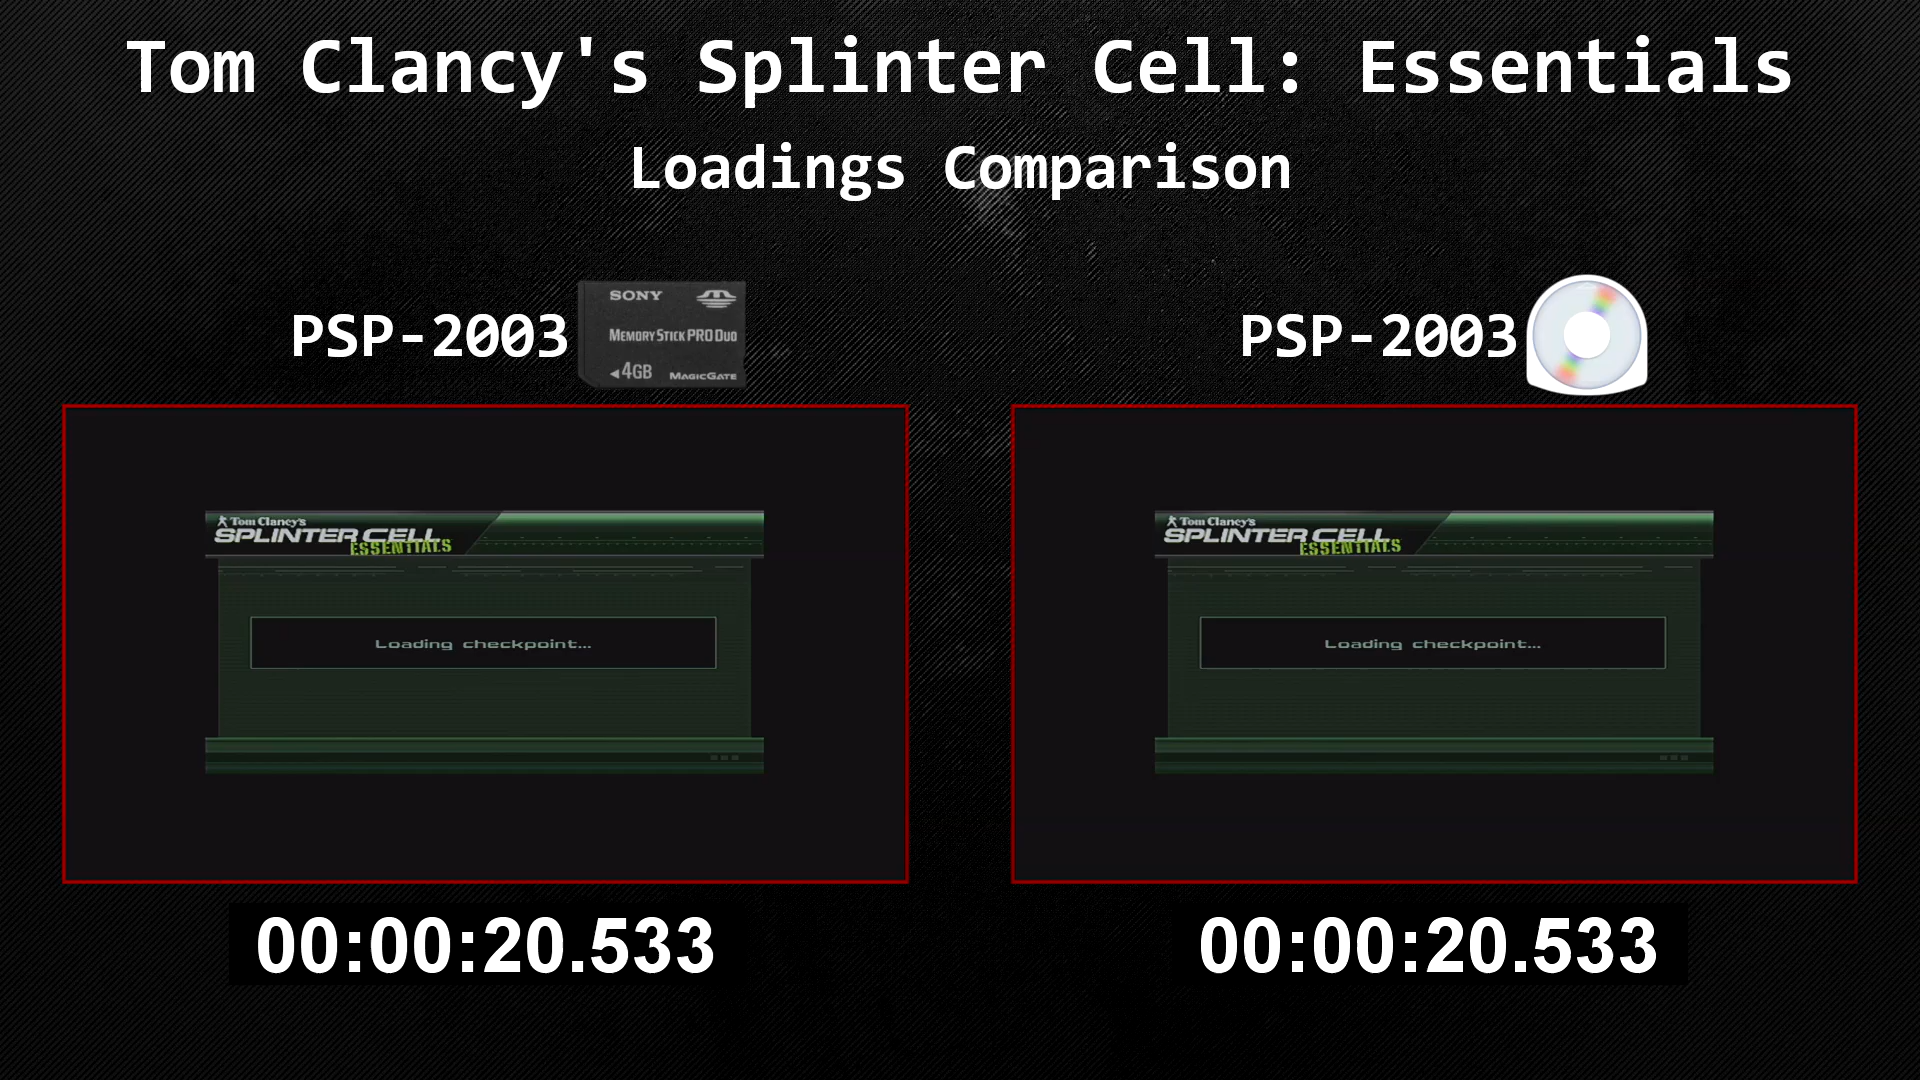 Tom Clancy's Splinter Cell: Essentials
Loadings Comparison
PSP-2003
SONY
MEMORY STICK PRO DUO
4GB MAGICGATE
PSP-2003
Tom Clancy's
SPLINTER CELL
ESSENTIALS
Loading checkpoint...
Tom Clancy's
SPLINTER CELL
ESSENTIALS
Loading checkpoint...
00:00:20.533
00:00:20.533